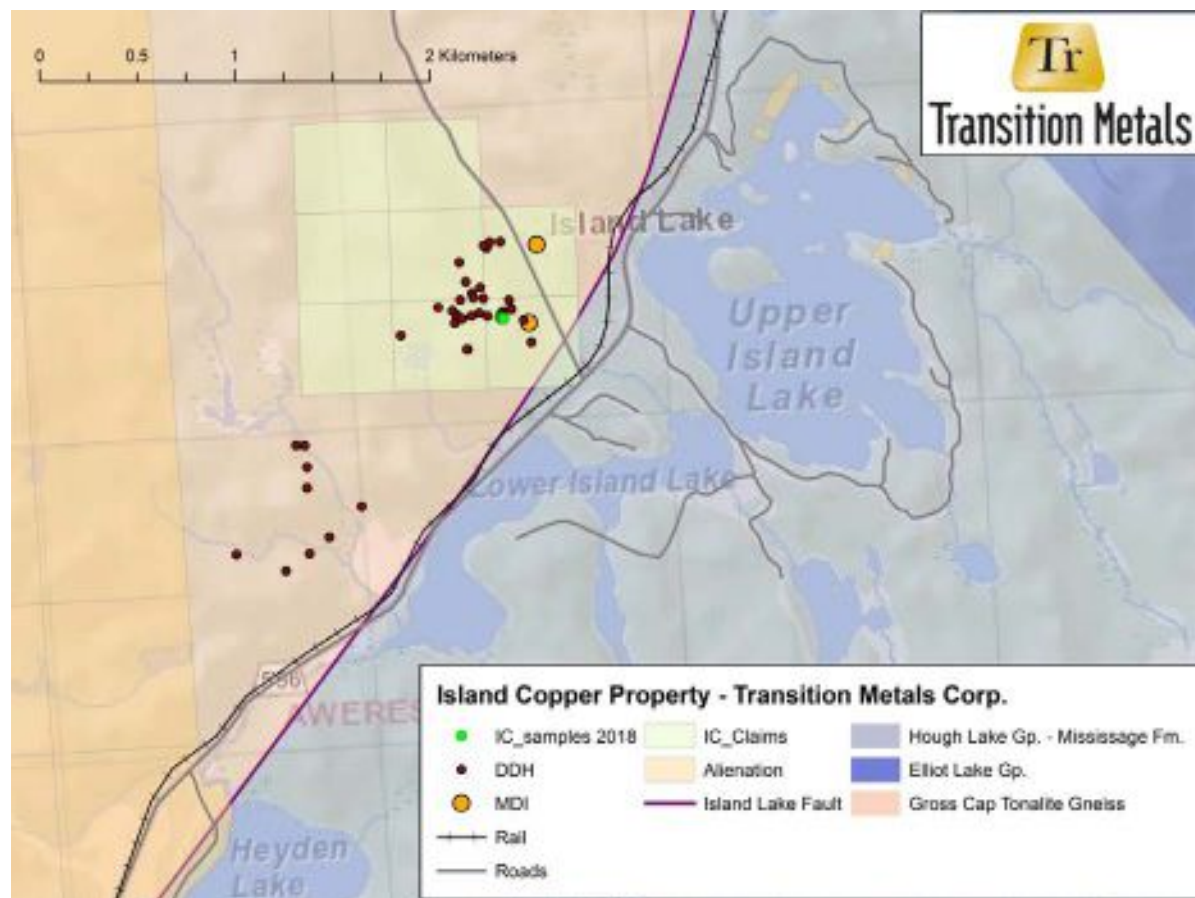 0 0.5 1 2 Kilometers
Tr
Transition Metals
Island Lake
Upper
Island
Lake
Lower Island Lake
556
AWERES
Heyden
Lake
Island Copper Property - Transition Metals Corp.
IC_samples 2018
DDH
MDI
Rail
Roads
IC_Claims
Alienation
Island Lake Fault
Hough Lake Gp. - Mississage Fm.
Elliot Lake Gp.
Gross Cap Tonalite Gneiss